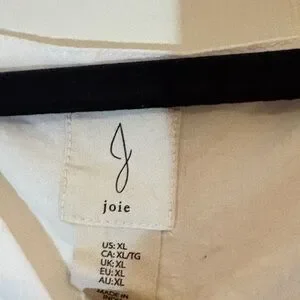 J
joie
US: XL
CA: XL/TG
UK: XL
EU: XL
AU: XL
MADE IN